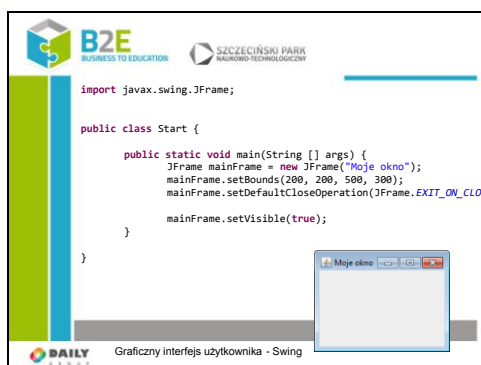 B2E
BUSINESS TO EDUCATION
SZCZECIŃSKI PARK
NAUKOWO-TECHNOLOGICZNY
import javax.swing.JFrame;
public class Start {
public static void main(String [] args) {
JFrame mainFrame = new JFrame("Moje okno");
mainFrame.setBounds(200, 200, 500, 300);
mainFrame.setDefaultCloseOperation(JFrame.EXIT_ON_CLO
mainFrame.setVisible(true);
}
}
Moje okno
DAILY
Graficzny interfejs użytkownika - Swing